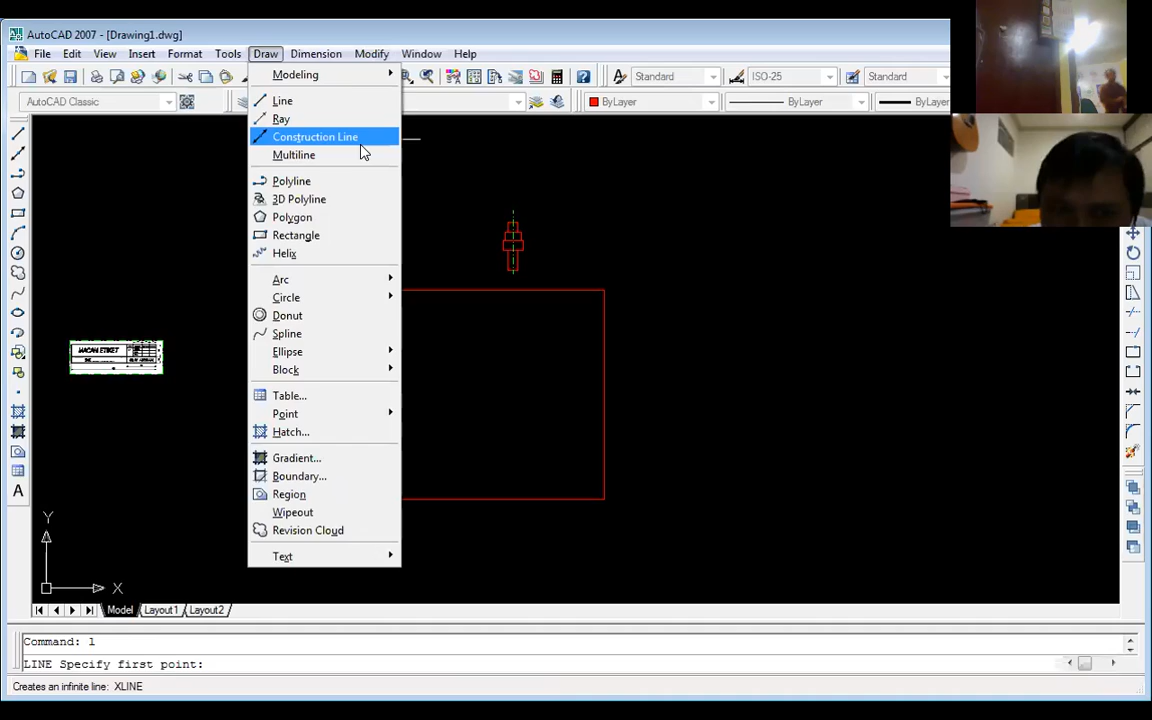 AutoCAD 2007 - [Drawing1.dwg]
File Edit Insert Format Tools Draw Dimension Modify Window Help
Standard ISO-25 Standard
AutoCAD Classic ByLayer ByLayer ByLayer
Modeling
Line
Ray
Construction Line
Multiline
Polyline
3D Polyline
Polygon
Rectangle
Helix
Arc
Circle
Donut
Spline
Ellipse
Block
Table...
Point
Hatch...
Gradient...
Boundary...
Region
Wipeout
Revision Cloud
Text
A
Y
X
Model Layout1 Layout2
Command: l
LINE Specify first point:
Creates an infinite line: XLINE